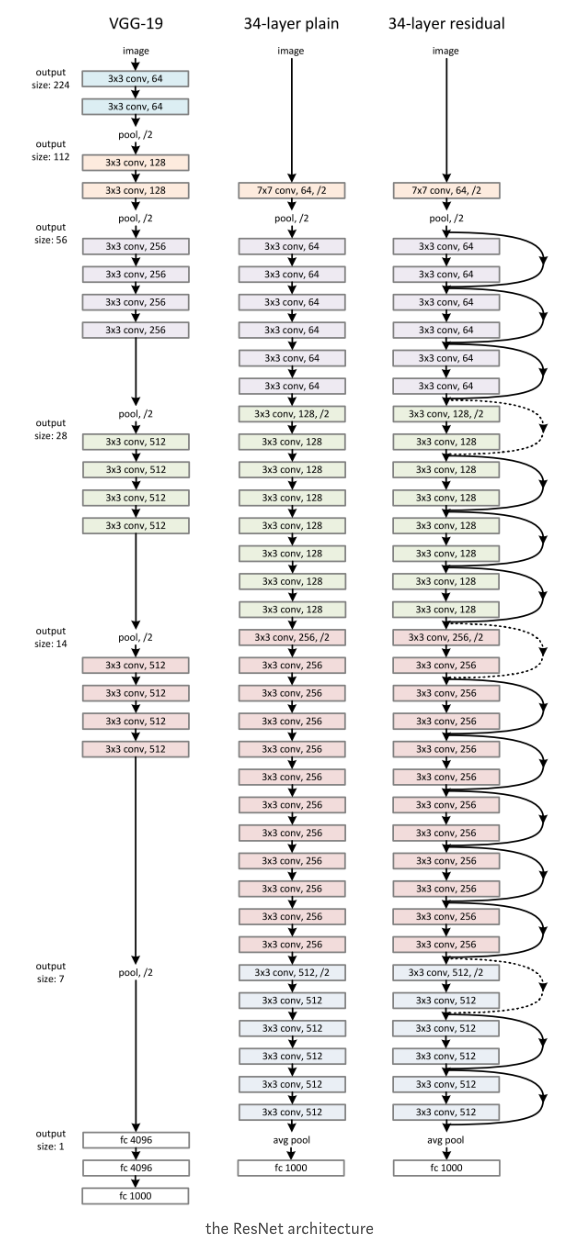 VGG-19
34-layer plain
34-layer residual
output
size: 224
output
size: 112
output
size: 56
output
size: 28
output
size: 14
output
size: 7
output
size: 1
image
3x3 conv, 64
3x3 conv, 64
pool, /2
3x3 conv, 128
3x3 conv, 128
pool, /2
3x3 conv, 256
3x3 conv, 256
3x3 conv, 256
3x3 conv, 256
pool, /2
3x3 conv, 512
3x3 conv, 512
3x3 conv, 512
3x3 conv, 512
pool, /2
3x3 conv, 512
3x3 conv, 512
3x3 conv, 512
3x3 conv, 512
pool, /2
fc 4096
fc 4096
fc 1000
image
7x7 conv, 64, /2
pool, /2
3x3 conv, 64
3x3 conv, 64
3x3 conv, 64
3x3 conv, 64
3x3 conv, 64
3x3 conv, 64
3x3 conv, 128, /2
3x3 conv, 128
3x3 conv, 128
3x3 conv, 128
3x3 conv, 128
3x3 conv, 128
3x3 conv, 128
3x3 conv, 128
3x3 conv, 256, /2
3x3 conv, 256
3x3 conv, 256
3x3 conv, 256
3x3 conv, 256
3x3 conv, 256
3x3 conv, 256
3x3 conv, 256
3x3 conv, 256
3x3 conv, 256
3x3 conv, 256
3x3 conv, 256
3x3 conv, 512, /2
3x3 conv, 512
3x3 conv, 512
3x3 conv, 512
3x3 conv, 512
3x3 conv, 512
avg pool
fc 1000
image
7x7 conv, 64, /2
pool, /2
3x3 conv, 64
3x3 conv, 64
3x3 conv, 64
3x3 conv, 64
3x3 conv, 64
3x3 conv, 64
3x3 conv, 128, /2
3x3 conv, 128
3x3 conv, 128
3x3 conv, 128
3x3 conv, 128
3x3 conv, 128
3x3 conv, 128
3x3 conv, 128
3x3 conv, 256, /2
3x3 conv, 256
3x3 conv, 256
3x3 conv, 256
3x3 conv, 256
3x3 conv, 256
3x3 conv, 256
3x3 conv, 256
3x3 conv, 256
3x3 conv, 256
3x3 conv, 256
3x3 conv, 256
3x3 conv, 512, /2
3x3 conv, 512
3x3 conv, 512
3x3 conv, 512
3x3 conv, 512
3x3 conv, 512
avg pool
fc 1000
the ResNet architecture